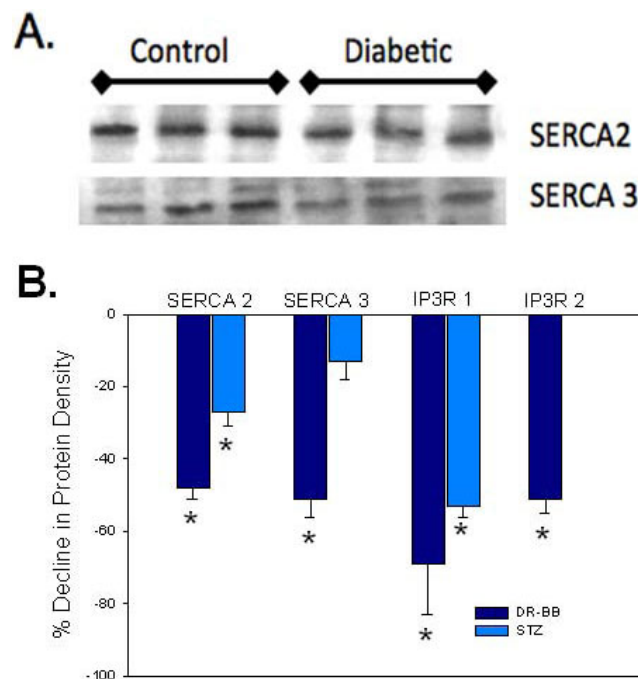 A.
Control Diabetic
SERCA2
SERCA 3
B.
SERCA 2 SERCA 3 IP3R 1 IP3R 2
% Decline in Protein Density
0
-20
-40
-60
-80
-100
* * * * * *
DR-BB
STZ